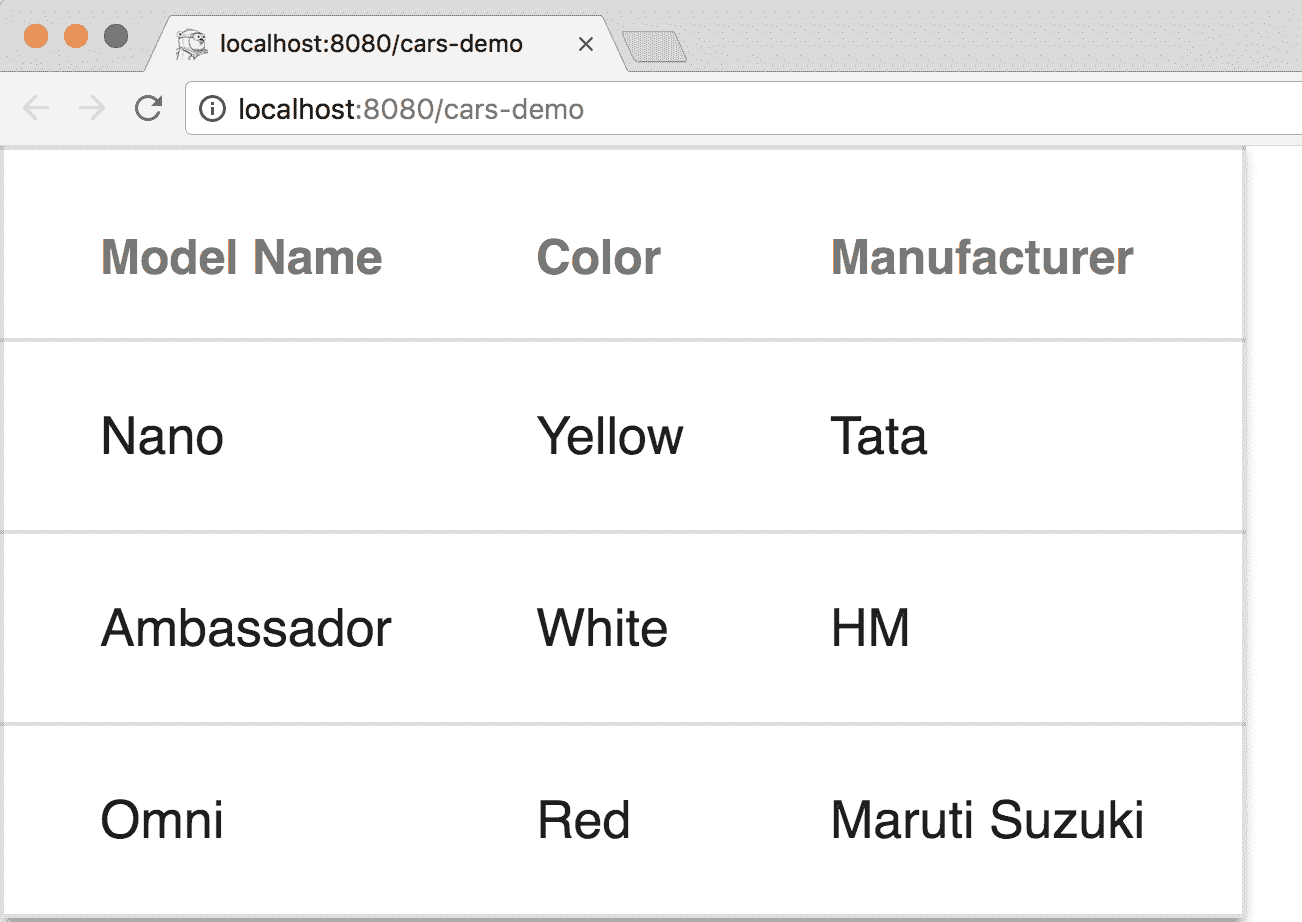 localhost:8080/cars-demo
localhost:8080/cars-demo
Model Name Color Manufacturer
Nano Yellow Tata
Ambassador White HM
Omni Red Maruti Suzuki